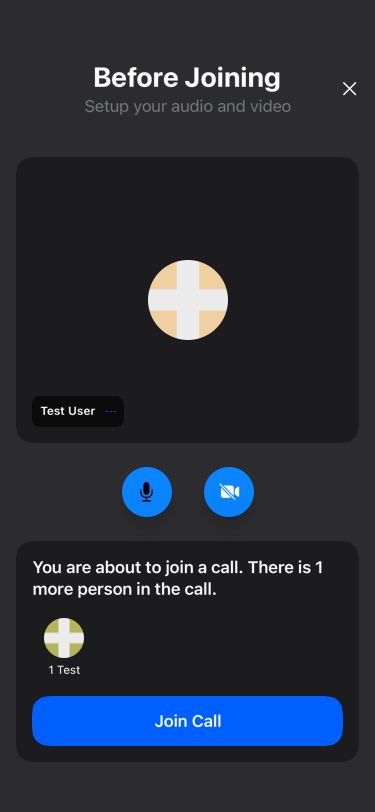 Before Joining
Setup your audio and video
Test User
You are about to join a call. There is 1
more person in the call.
1 Test
Join Call